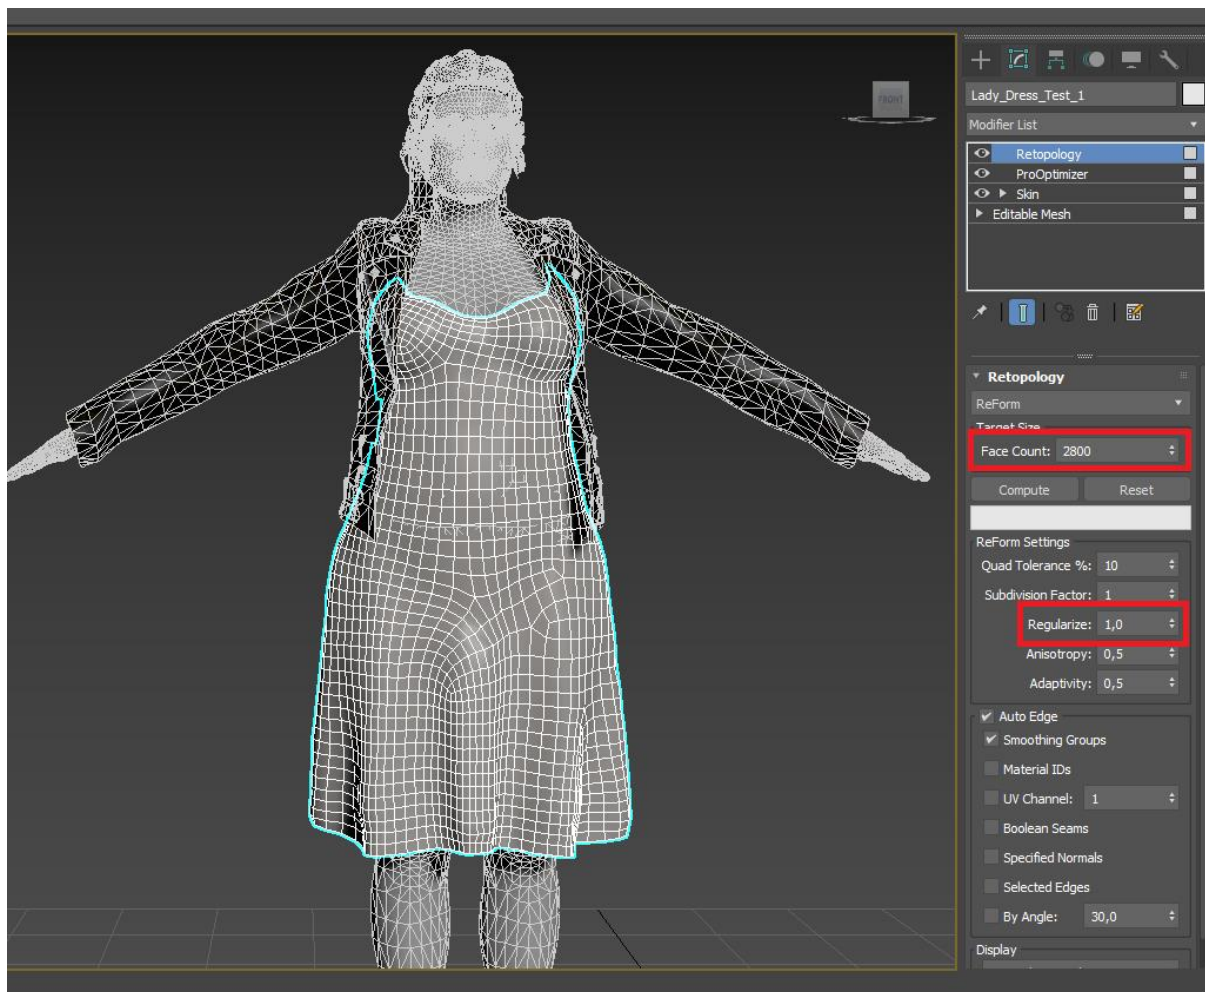 FRONT
Lady_Dress_Test_1
Modifier List
Retopology
ProOptimizer
Skin
Editable Mesh
Retopology
ReForm
Target Size
Face Count: 2800
Compute Reset
ReForm Settings
Quad Tolerance %: 10
Subdivision Factor: 1
Regularize: 1,0
Anisotropy: 0,5
Adaptivity: 0,5
Auto Edge
Smoothing Groups
Material IDs
UV Channel: 1
Boolean Seams
Specified Normals
Selected Edges
By Angle: 30,0
Display